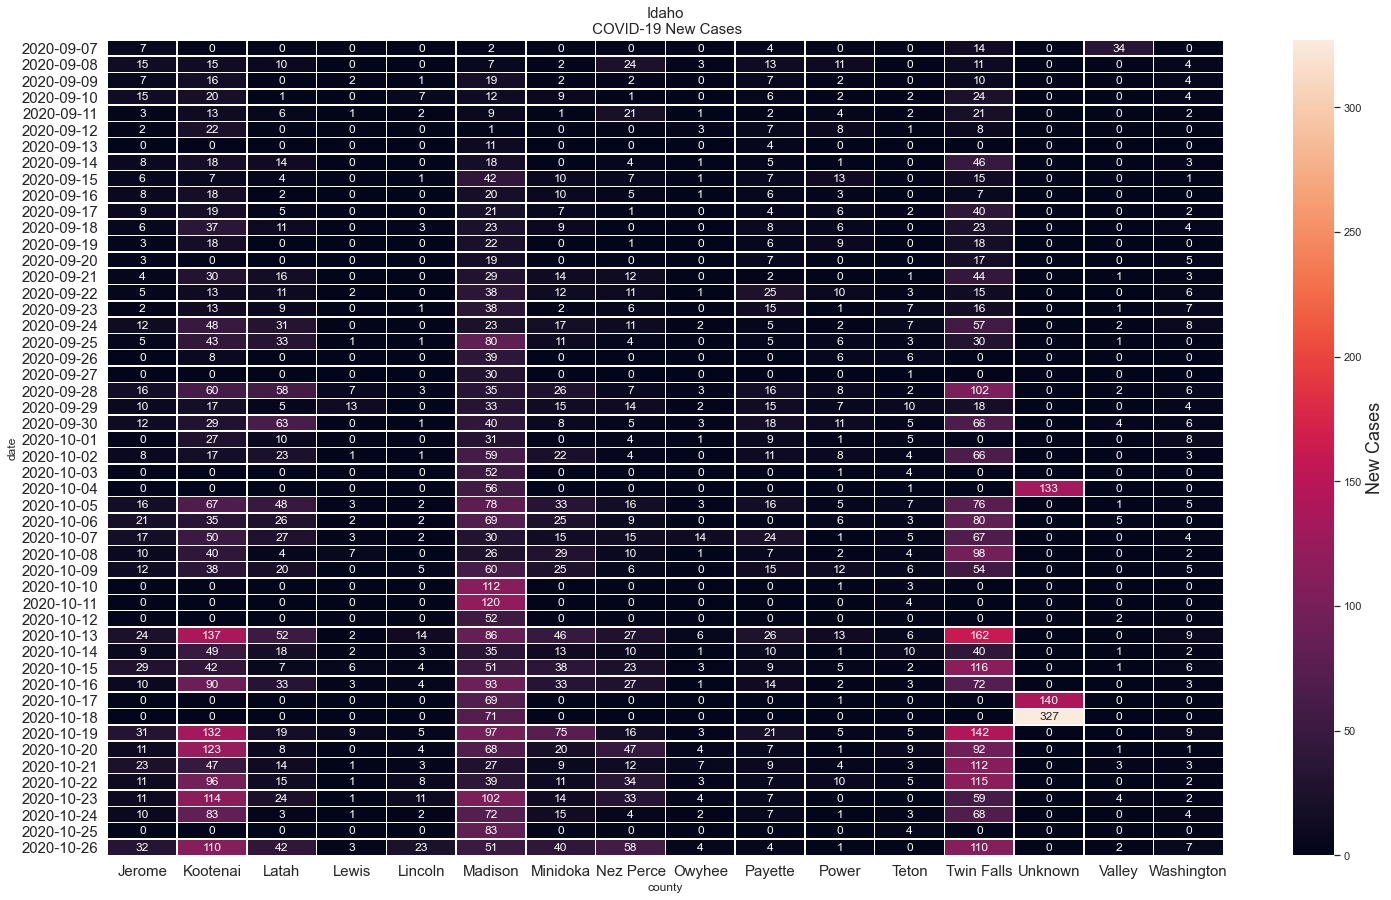 Idaho
COVID-19 New Cases
2020-09-07 7 0 0 0 0 2 0 0 0 4 0 0 14 0 34 0
2020-09-08 15 15 10 0 0 7 2 24 3 13 11 0 11 0 0 4
2020-09-09 7 16 0 2 1 19 2 2 0 7 2 0 10 0 0 4
2020-09-10 15 20 1 0 7 12 9 1 0 6 2 2 24 0 0 4
2020-09-11 3 13 6 1 2 9 1 21 1 2 4 2 21 0 0 2
2020-09-12 2 22 0 0 0 1 0 0 3 7 8 1 8 0 0 0
2020-09-13 0 0 0 0 0 11 0 0 0 4 0 0 0 0 0 0
2020-09-14 8 18 14 0 0 18 0 4 1 5 1 0 46 0 0 3
2020-09-15 6 7 4 0 1 42 10 7 1 7 13 0 15 0 0 1
2020-09-16 8 18 2 0 0 20 10 5 1 6 3 0 7 0 0 0
2020-09-17 9 19 5 0 0 21 7 1 0 4 6 2 40 0 0 2
2020-09-18 6 37 11 0 3 23 9 0 0 8 6 0 23 0 0 4
2020-09-19 3 18 0 0 0 22 0 1 0 6 9 0 18 0 0 0
2020-09-20 3 0 0 0 0 19 0 0 0 7 0 0 17 0 0 5
2020-09-21 4 30 16 0 0 29 14 12 0 2 0 1 44 0 1 3
2020-09-22 5 13 11 2 0 38 12 11 1 25 10 3 15 0 0 6
2020-09-23 2 13 9 0 1 38 2 6 0 15 1 7 16 0 1 7
2020-09-24 12 48 31 0 0 23 17 11 2 5 2 7 57 0 2 8
2020-09-25 5 43 33 1 1 80 11 4 0 5 6 3 30 0 1 0
2020-09-26 5 8 0 0 0 39 0 0 0 0 6 6 0 0 0 0
2020-09-27 0 0 0 0 0 30 0 0 0 0 0 1 0 0 0 0
2020-09-28 16 60 58 7 3 35 26 7 3 16 8 2 102 0 2 6
2020-09-29 10 17 5 13 0 33 15 14 2 15 7 10 18 0 0 4
2020-09-30 12 29 63 0 1 40 8 5 3 18 11 5 66 0 4 6
2020-10-01 0 27 10 0 0 31 0 4 1 9 1 5 0 0 0 8
2020-10-02 8 17 23 1 1 59 22 4 0 11 8 4 66 0 0 3
2020-10-03 0 0 0 0 0 52 0 0 0 0 1 4 0 0 0 0
2020-10-04 0 0 0 0 0 56 0 0 0 0 0 1 0 133 0 0
2020-10-05 16 67 48 3 2 78 33 16 3 16 5 7 76 0 1 5
2020-10-06 21 35 26 2 2 69 25 9 0 0 6 3 80 0 5 0
2020-10-07 17 50 27 3 2 30 15 15 14 24 1 5 67 0 0 4
2020-10-08 10 40 4 7 0 26 29 10 1 7 2 4 98 0 0 2
2020-10-09 12 38 20 0 5 60 25 6 0 15 12 6 54 0 0 5
2020-10-10 0 0 0 0 0 112 0 0 0 0 1 3 0 0 0 0
2020-10-11 0 0 0 0 0 120 0 0 0 0 0 4 0 0 0 0
2020-10-12 0 0 0 0 0 52 0 0 0 0 0 0 0 0 2 0
2020-10-13 24 137 52 2 14 86 46 27 6 26 13 6 162 0 0 9
2020-10-14 9 49 18 2 3 35 13 10 1 10 1 10 40 0 1 2
2020-10-15 29 42 7 6 4 51 38 23 3 9 5 2 116 0 1 6
2020-10-16 10 90 33 3 4 93 33 27 1 14 2 3 72 0 0 3
2020-10-17 0 0 0 0 0 69 0 0 0 0 1 0 0 140 0 0
2020-10-18 0 0 0 0 0 71 0 0 0 0 0 0 0 327 0 0
2020-10-19 31 132 19 9 5 97 75 16 3 21 5 5 142 0 0 9
2020-10-20 11 123 8 0 4 68 20 47 4 7 1 9 92 0 1 1
2020-10-21 23 47 14 1 3 27 9 12 7 9 4 3 112 0 3 3
2020-10-22 11 96 15 1 8 39 11 34 3 7 10 5 115 0 0 2
2020-10-23 11 114 24 1 11 102 14 33 4 7 0 0 59 0 4 2
2020-10-24 10 83 3 1 2 72 15 4 2 7 1 3 68 0 0 4
2020-10-25 0 0 0 0 0 83 0 0 0 0 0 4 0 0 0 0
2020-10-26 32 110 42 3 23 51 40 58 4 4 1 0 110 0 2 7
Jerome Kootenai Latah Lewis Lincoln Madison Minidoka Nez Perce Owyhee Payette Power Teton Twin Falls Unknown Valley Washington
county
date
300
250
200
150
100
50
0
New Cases